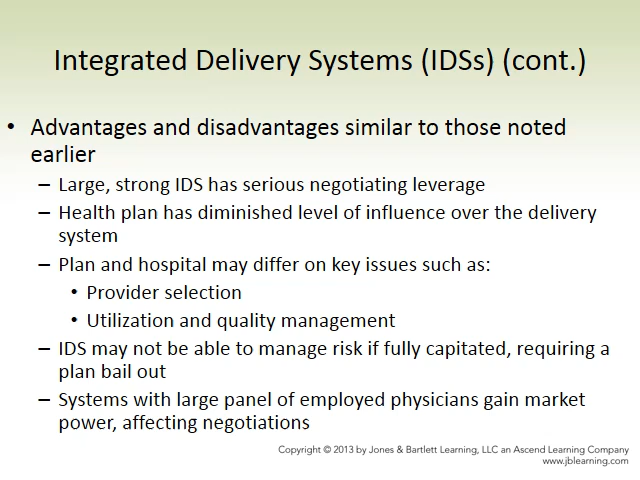 Integrated Delivery Systems (IDSs) (cont.)
• Advantages and disadvantages similar to those noted
earlier
– Large, strong IDS has serious negotiating leverage
– Health plan has diminished level of influence over the delivery
system
– Plan and hospital may differ on key issues such as:
• Provider selection
• Utilization and quality management
– IDS may not be able to manage risk if fully capitated, requiring a
plan bail out
– Systems with large panel of employed physicians gain market
power, affecting negotiations
Copyright © 2013 by Jones & Bartlett Learning, LLC an Ascend Learning Company
www.jblearning.com